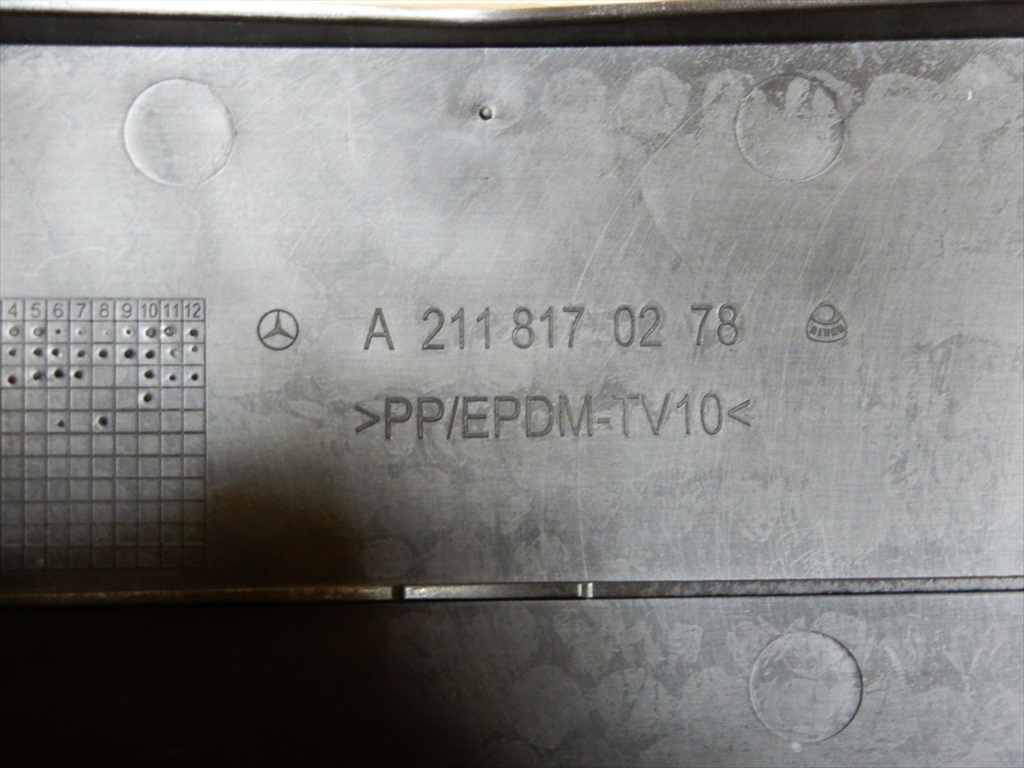 4 5 6 7 8 9 10 11 12
A 211 817 02 78
>PP/EPDM-TV10<